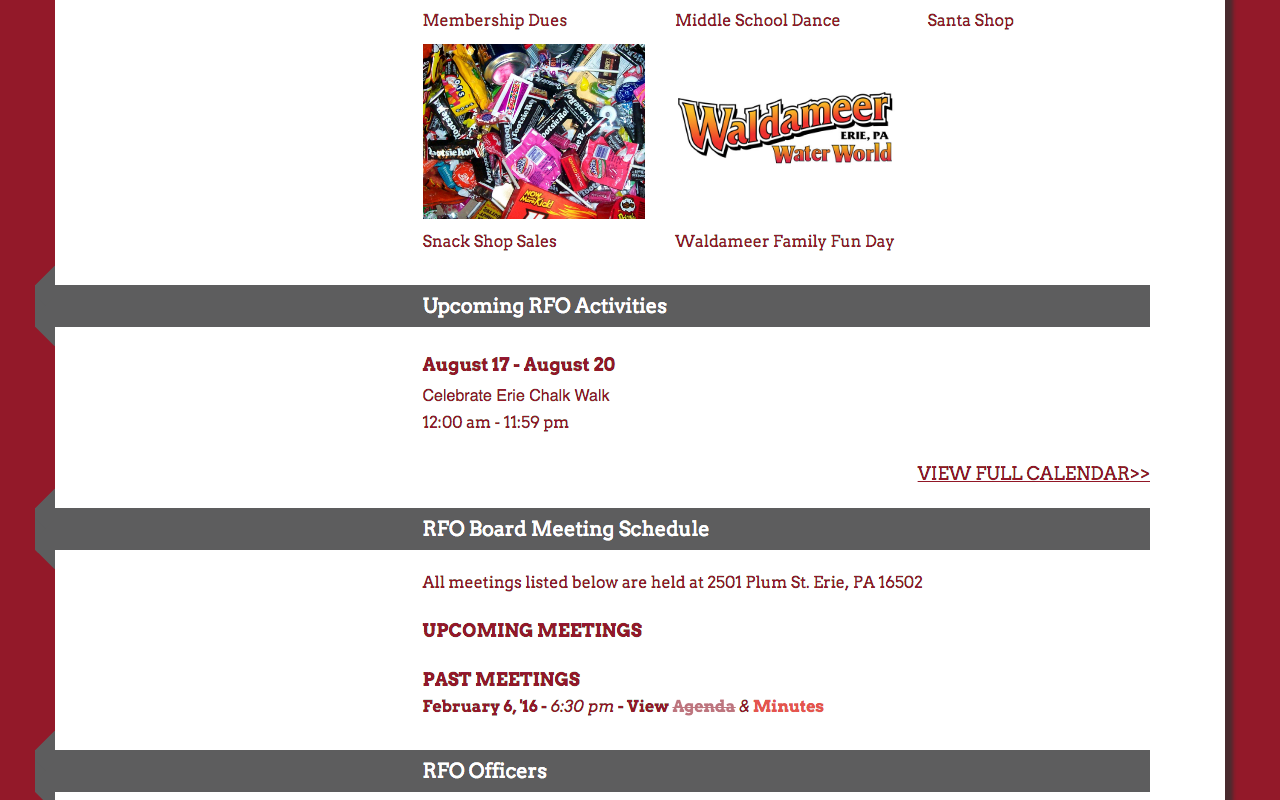 Membership Dues
Middle School Dance
Santa Shop
Tootsie Roll
Waldameer
ERIE, PA
Water World
Snack Shop Sales
Waldameer Family Fun Day
Upcoming RFO Activities
August 17 - August 20
Celebrate Erie Chalk Walk
12:00 am - 11:59 pm
VIEW FULL CALENDAR>>
RFO Board Meeting Schedule
All meetings listed below are held at 2501 Plum St. Erie, PA 16502
UPCOMING MEETINGS
PAST MEETINGS
February 6, '16 - 6:30 pm - View Agenda & Minutes
RFO Officers